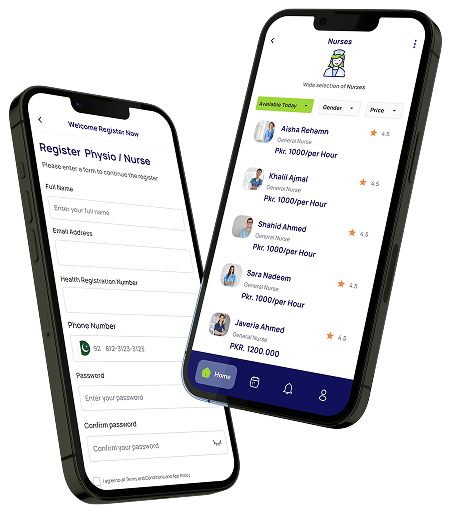 Welcome Register Now
Register Physio / Nurse
Please enter a form to continue the register
Full Name
Enter your full name
Email Address
Health Registration Number
Phone Number
92 812-3123-3123
Password
Enter your password
Confirm password
Confirm your password
I agree to all Terms and Conditions and App Policy
Nurses
Wide selection of Nurses
Available Today
Gender
Price
Aisha Rehamn
4.5
General Nurse
Pkr. 1000/per Hour
Khalil Ajmal
4.5
General Nurse
Pkr. 1000/per Hour
Shahid Ahmed
4.5
General Nurse
Pkr. 1000/per Hour
Sara Nadeem
4.5
General Nurse
Pkr. 1000/per Hour
Javeria Ahmed
4.5
General Nurse
PKR. 1200.000
Home